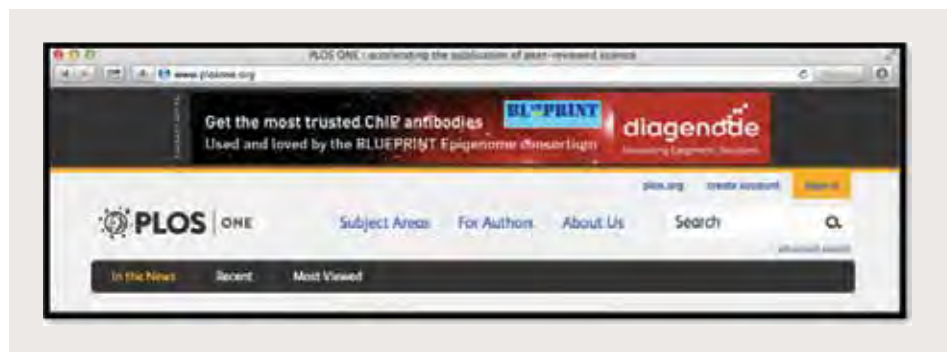 PLOS ONE : accelerating the publication of peer-reviewed science
www.plosone.org
Get the most trusted ChIP antibodies
BLUEPRINT
diagenode
Used and loved by the BLUEPRINT Epigenome consortium
plos.org create account
PLOS ONE Subject Areas For Authors About Us Search
advanced search
In the News Recent Most Viewed